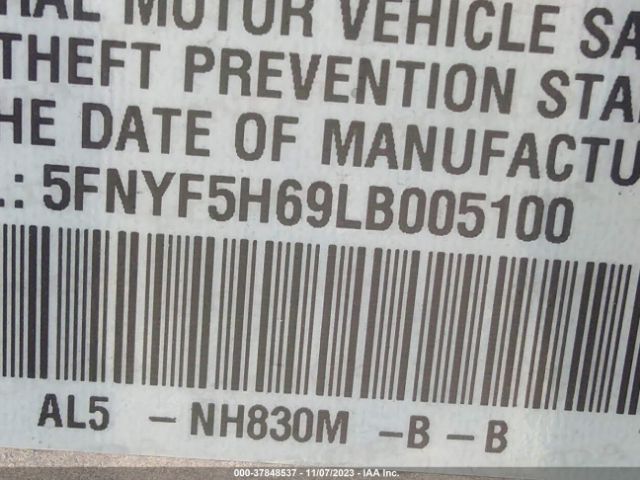 RAL MOTOR VEHICLE SA
THEFT PREVENTION STA
HE DATE OF MANUFACTU
.: 5FNYF5H69LB005100
AL5 - NH830M - B - B
000-37848537 - 11/07/2023 - IAA Inc.